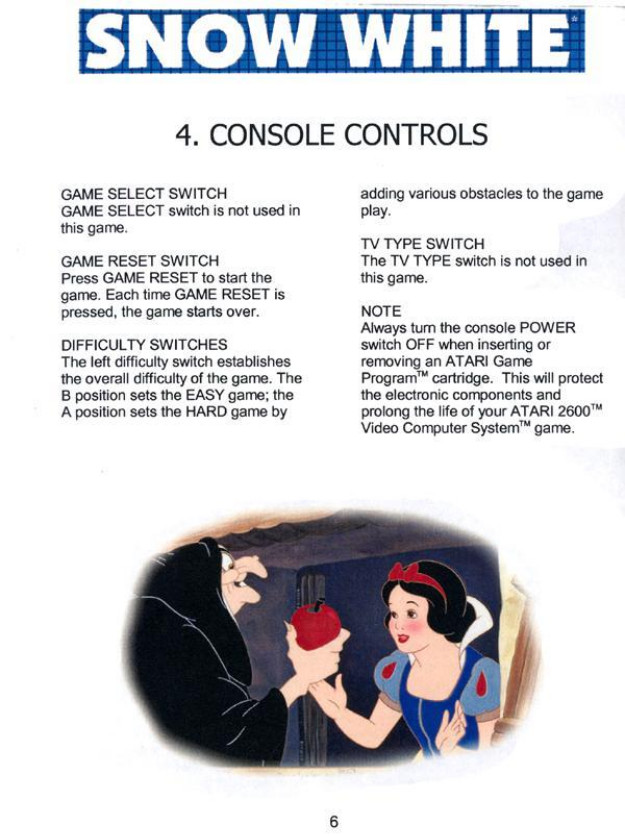 SNOW WHITE
4. CONSOLE CONTROLS
GAME SELECT SWITCH
GAME SELECT switch is not used in
this game.
GAME RESET SWITCH
Press GAME RESET to start the
game. Each time GAME RESET is
pressed, the game starts over.
DIFFICULTY SWITCHES
The left difficulty switch establishes
the overall difficulty of the game. The
B position sets the EASY game; the
A position sets the HARD game by
adding various obstacles to the game
play.
TV TYPE SWITCH
The TV TYPE switch is not used in
this game.
NOTE
Always turn the console POWER
switch OFF when inserting or
removing an ATARI Game
Program™ cartridge. This will protect
the electronic components and
prolong the life of your ATARI 2600™
Video Computer System™ game.
6